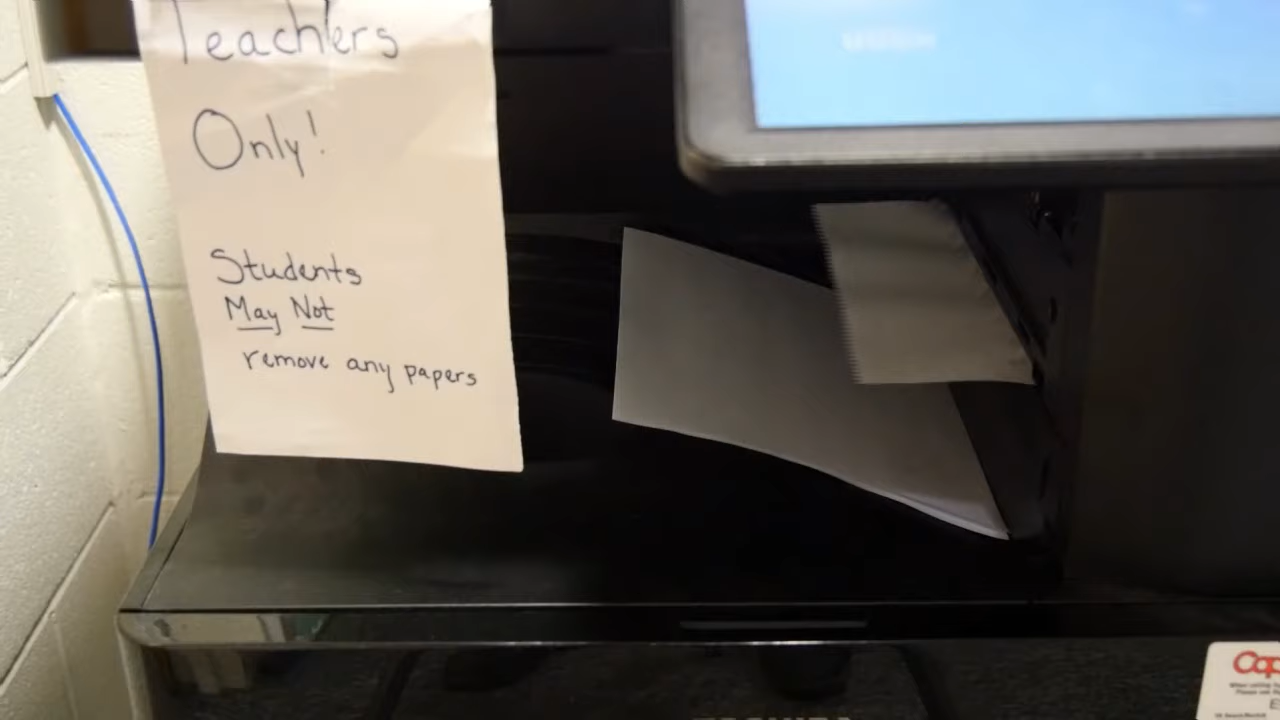 Teachers
Only!
Students
May Not
remove any papers